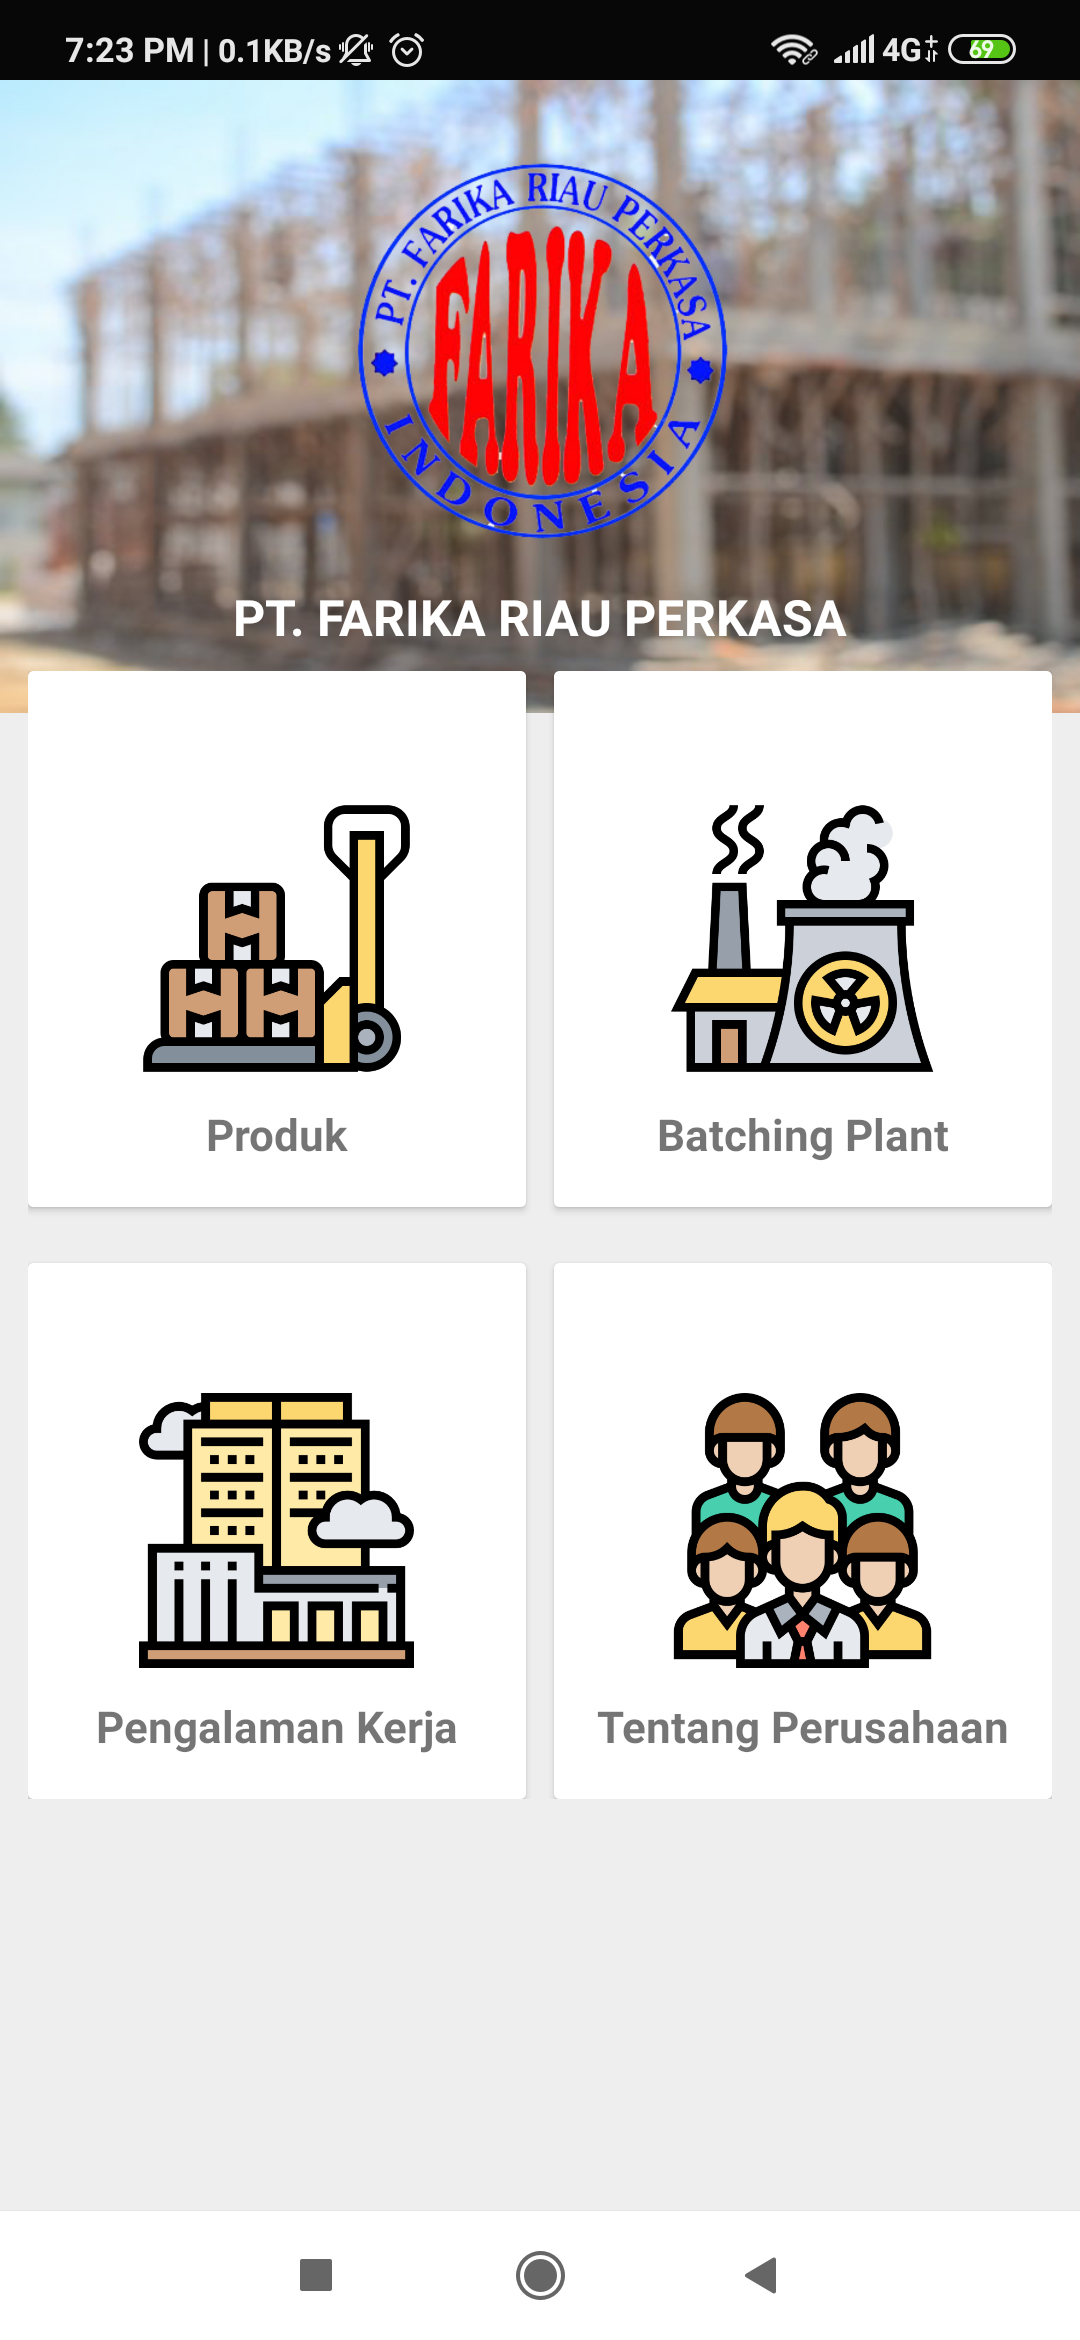 7:23 PM | 0.1KB/s
4G
69
PT. FARIKA RIAU PERKASA
FARIKA
INDONESIA
PT. FARIKA RIAU PERKASA
Produk
Batching Plant
Pengalaman Kerja
Tentang Perusahaan